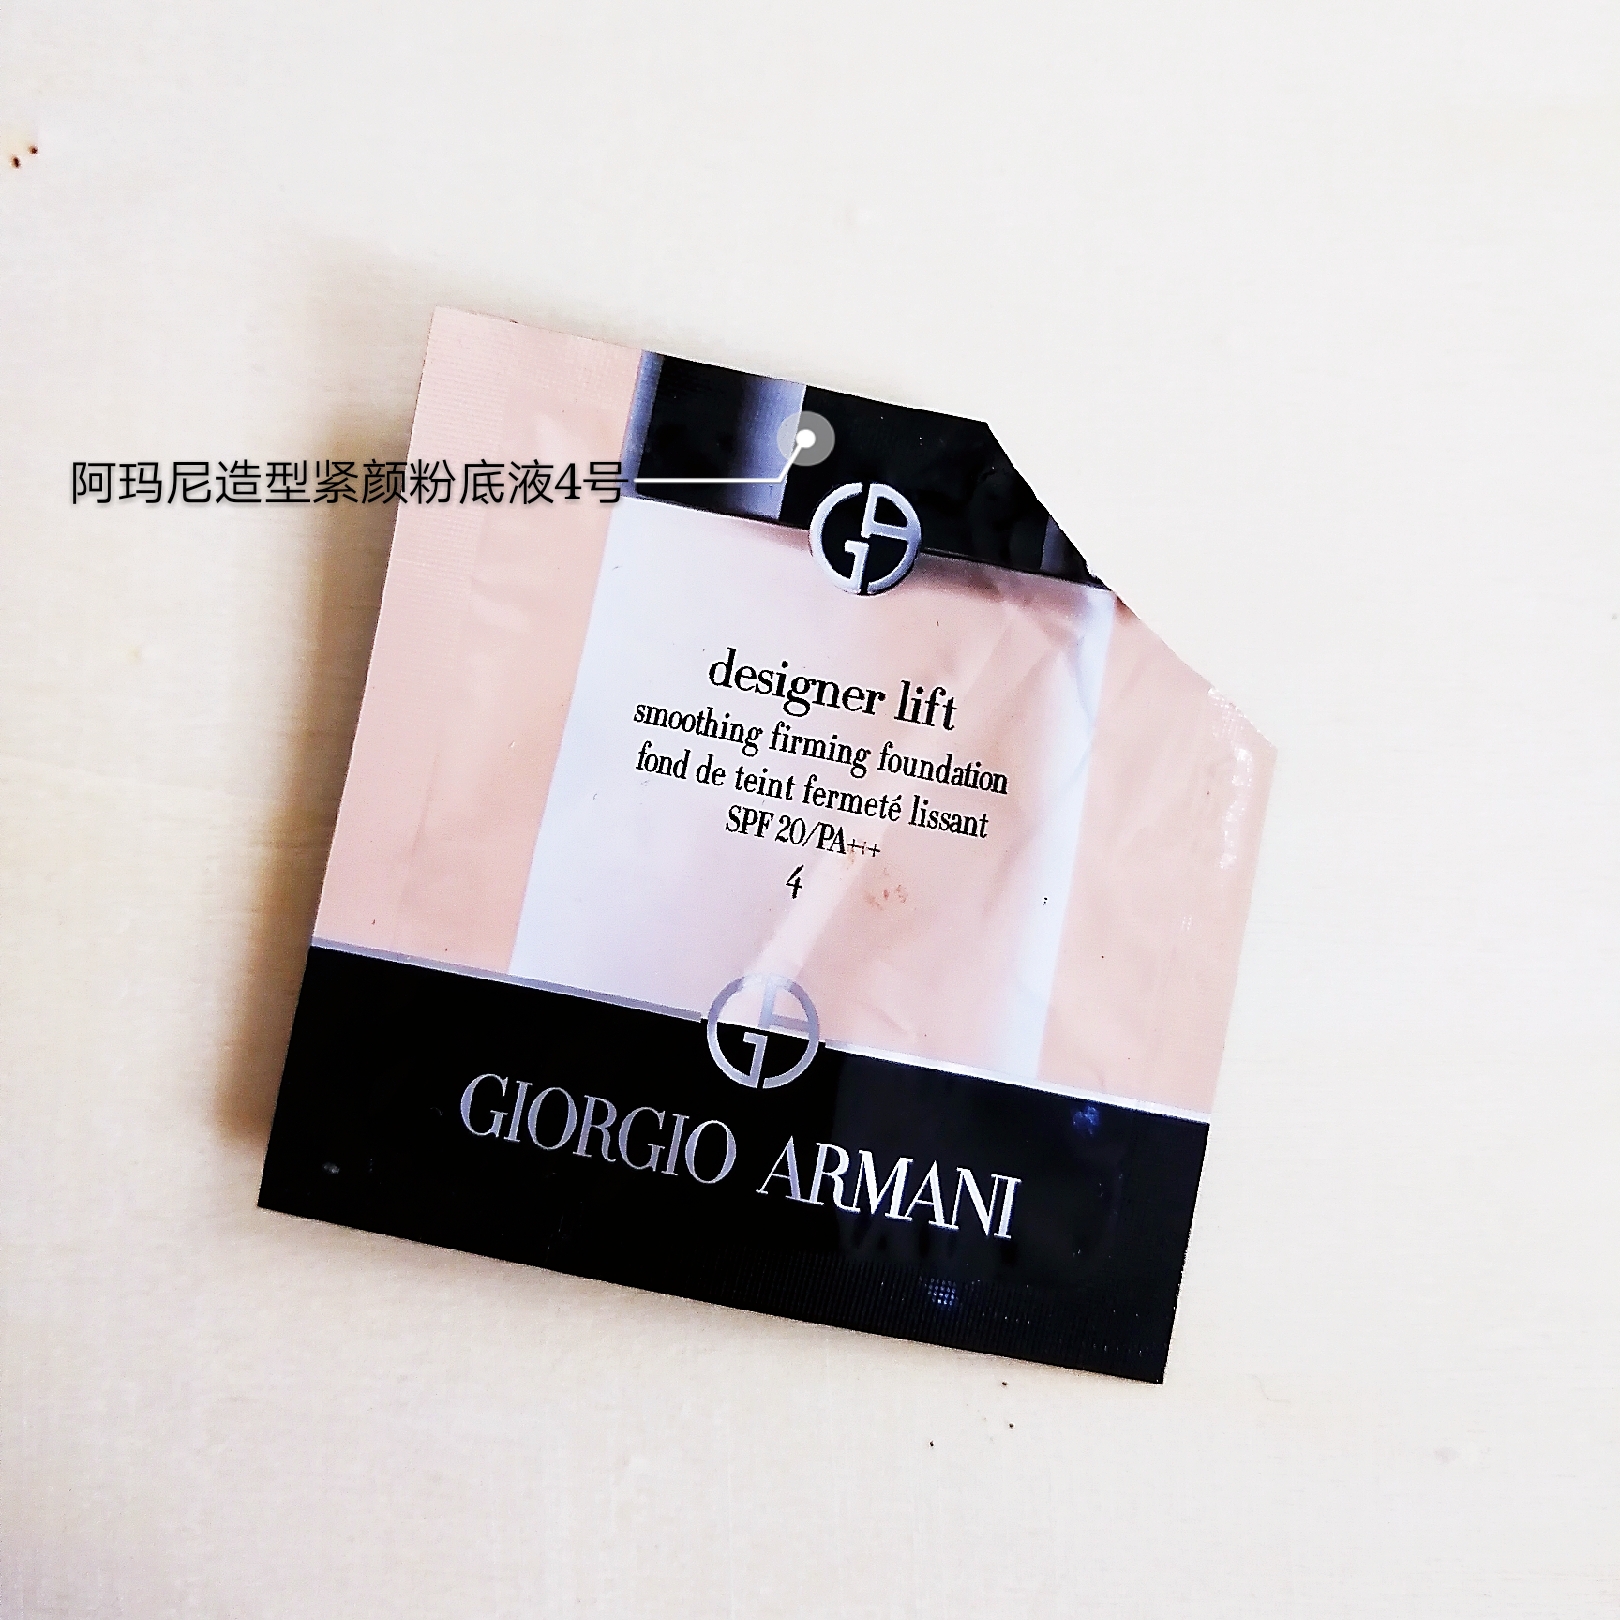 阿玛尼造型紧颜粉底液4号
designer lift
smoothing firming foundation
fond de teint fermeté lissant
SPF 20/PA+++
4
GIORGIO ARMANI